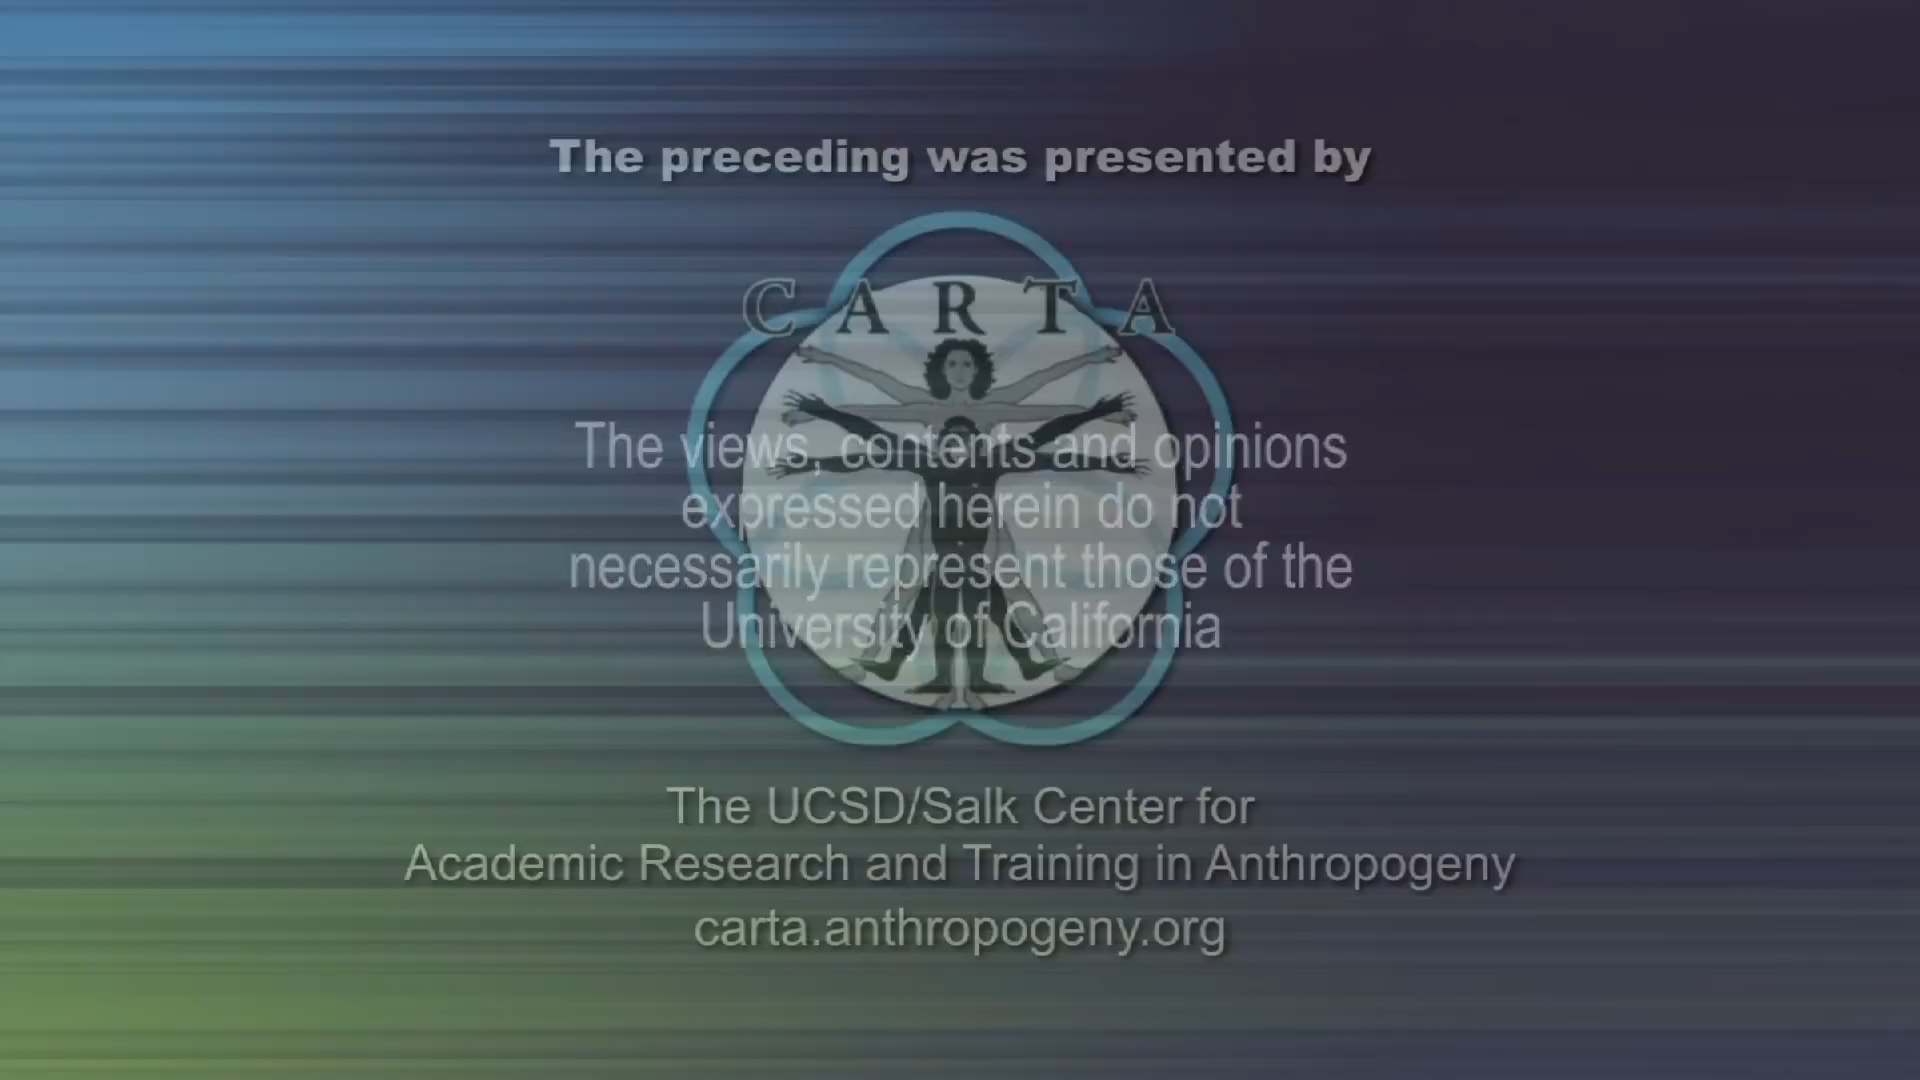 The preceding was presented by
CARTA
The views, contents and opinions
expressed herein do not
necessarily represent those of the
University of California
The UCSD/Salk Center for
Academic Research and Training in Anthropogeny
carta.anthropogeny.org